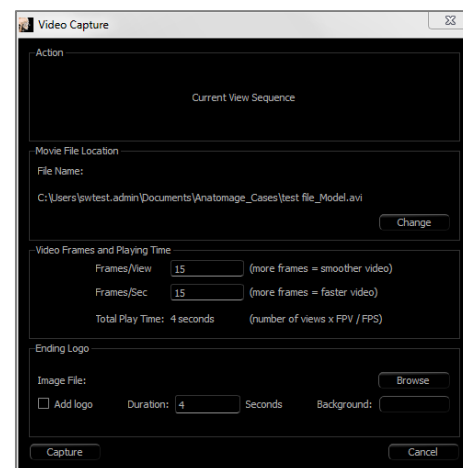 Video Capture
Action
Current View Sequence
Movie File Location
File Name:
C:\Users\swtest.admin\Documents\Anatomage_Cases\test file_Model.avi
Change
Video Frames and Playing Time
Frames/View 15 (more frames = smoother video)
Frames/Sec 15 (more frames = faster video)
Total Play Time: 4 seconds (number of views x FPV / FPS)
Ending Logo
Image File: Browse
Add logo Duration: 4 Seconds Background:
Capture Cancel